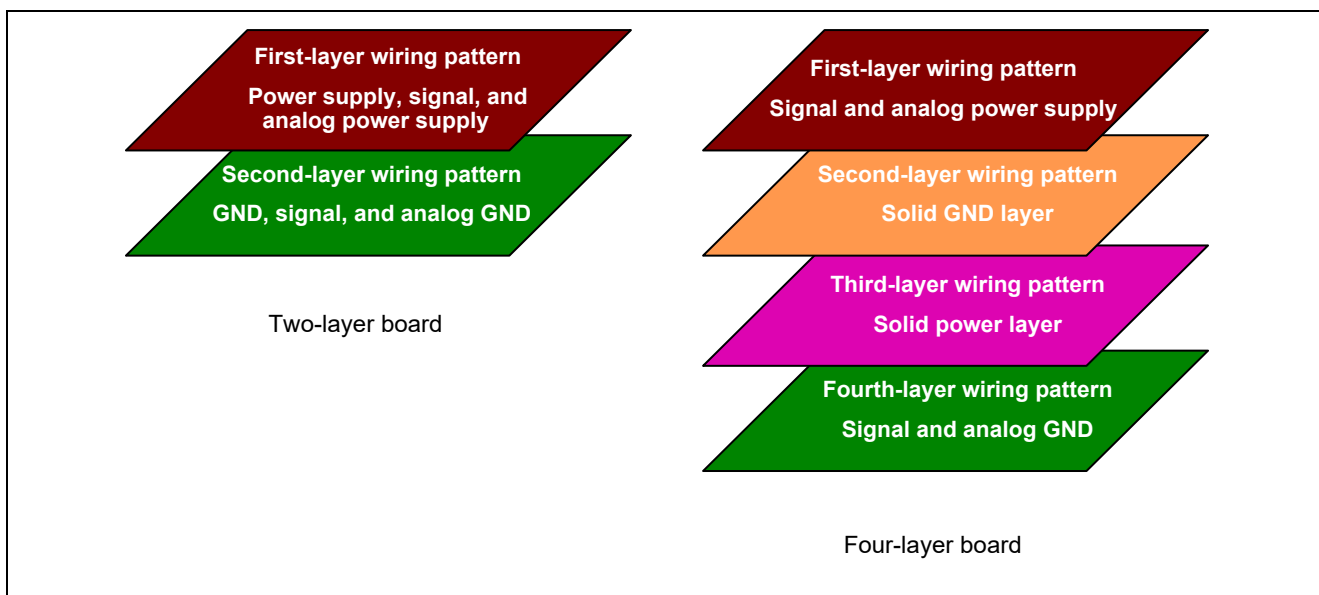 First-layer wiring pattern
Power supply, signal, and
analog power supply
Second-layer wiring pattern
GND, signal, and analog GND
Two-layer board
First-layer wiring pattern
Signal and analog power supply
Second-layer wiring pattern
Solid GND layer
Third-layer wiring pattern
Solid power layer
Fourth-layer wiring pattern
Signal and analog GND
Four-layer board